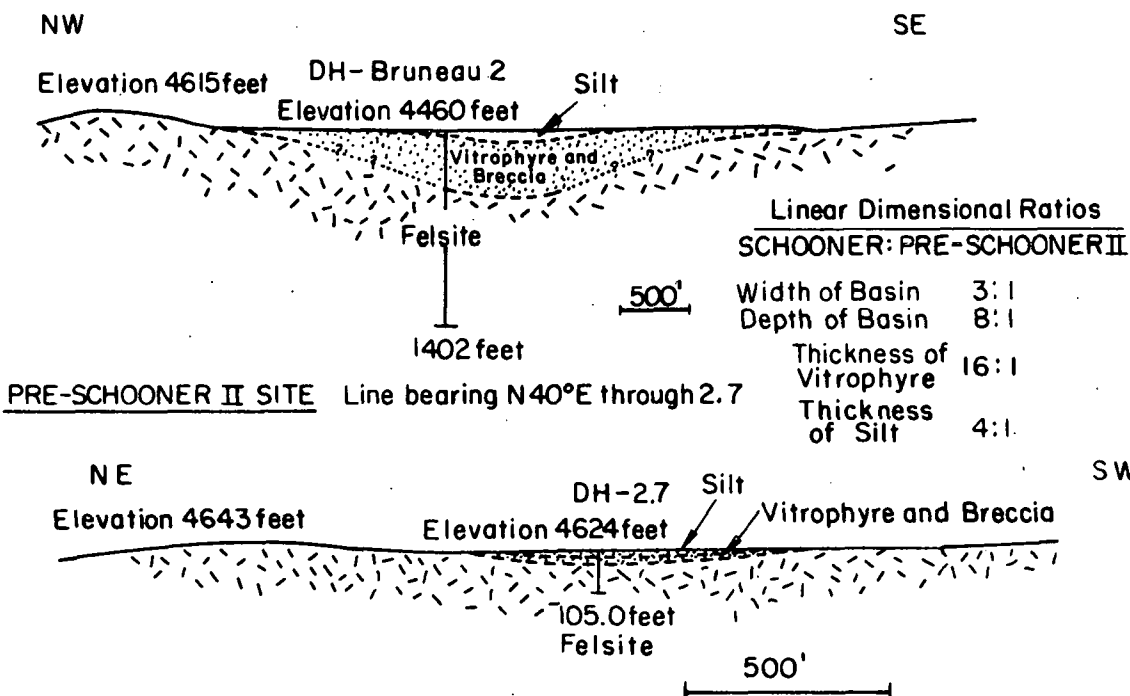 NW
SE
Elevation 4615 feet
DH-Bruneau 2
Elevation 4460 feet
Silt
?
?
?
?
Vitrophyre and
Breccia
Felsite
1402 feet
500'
Linear Dimensional Ratios
SCHOONER: PRE-SCHOONER II
Width of Basin 3:1
Depth of Basin 8:1
Thickness of
Vitrophyre 16:1
Thickness
of Silt 4:1
PRE-SCHOONER II SITE Line bearing N40°E through 2.7
NE
SW
Elevation 4643 feet
DH-2.7
Elevation 4624 feet
Silt
Vitrophyre and Breccia
105.0 feet
Felsite
500'